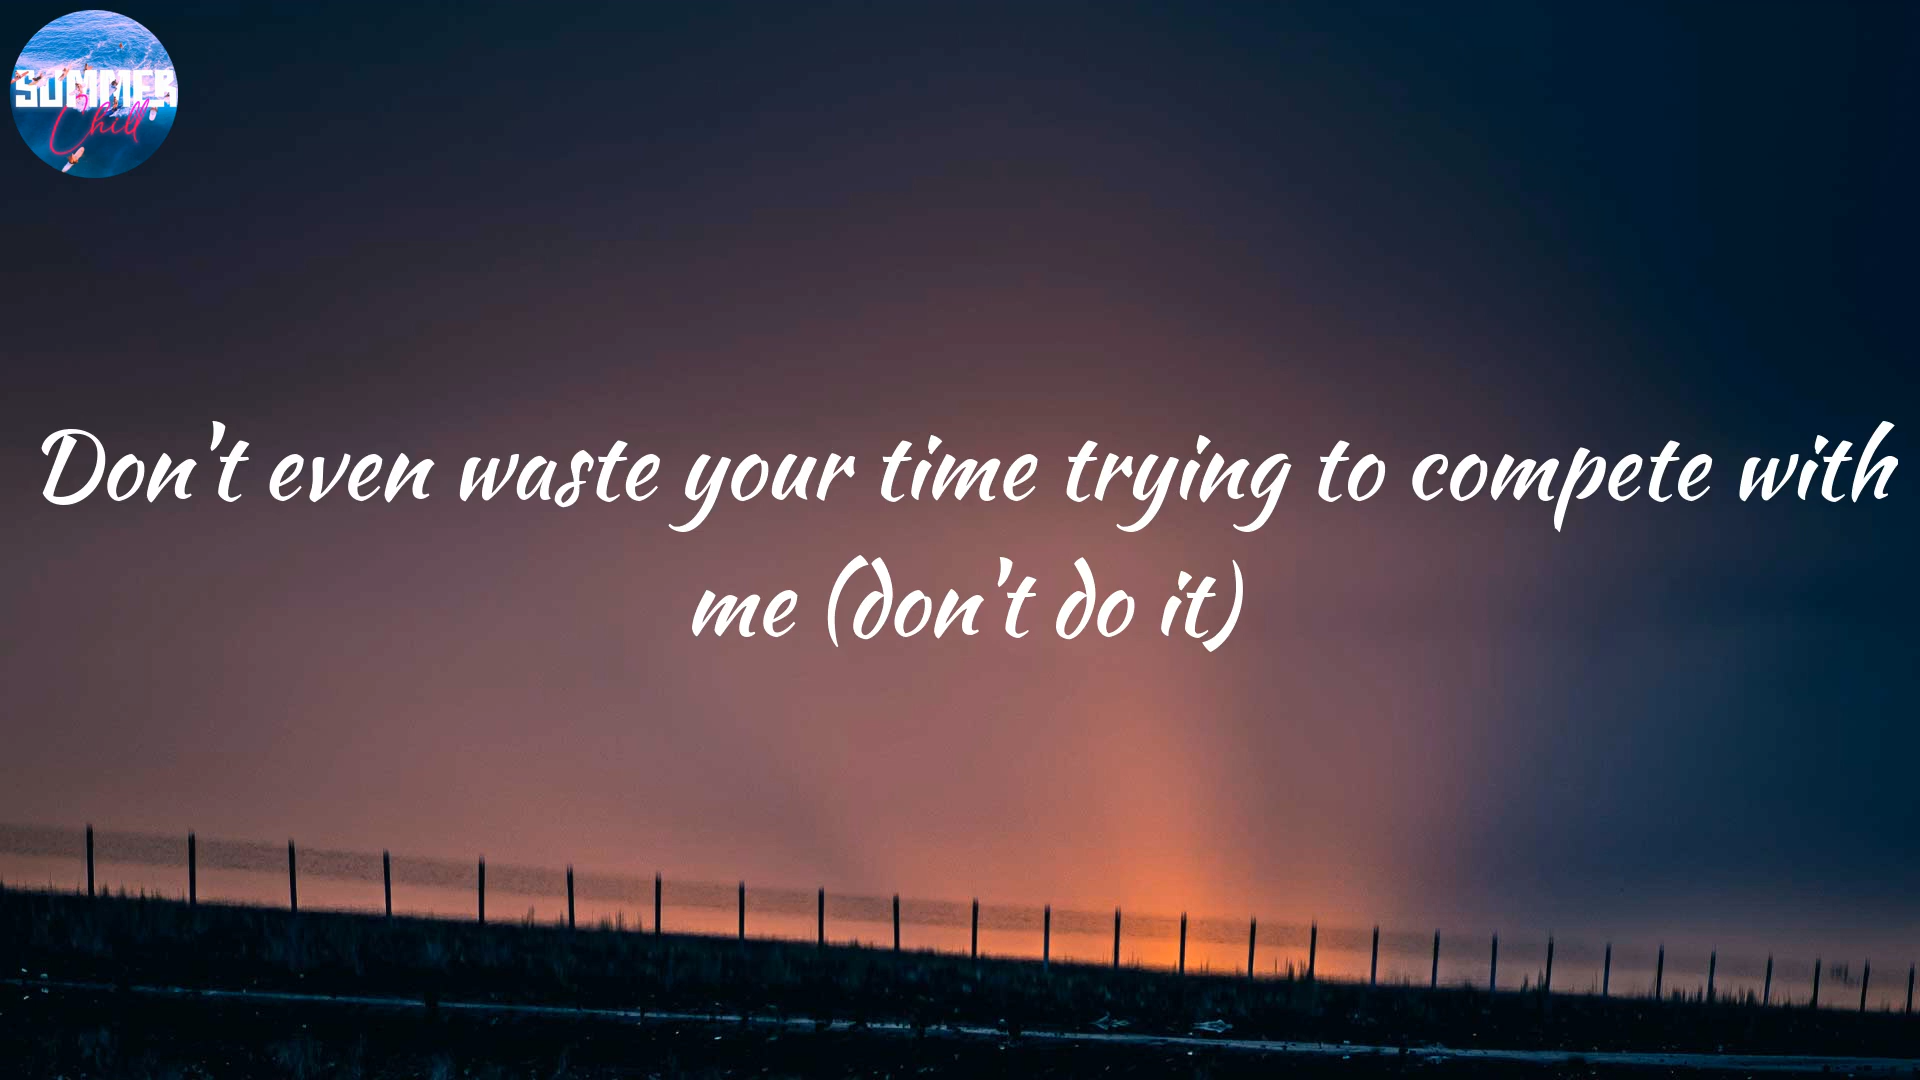 SUMMER
Chill
Don't even waste your time trying to compete with
me (don't do it)